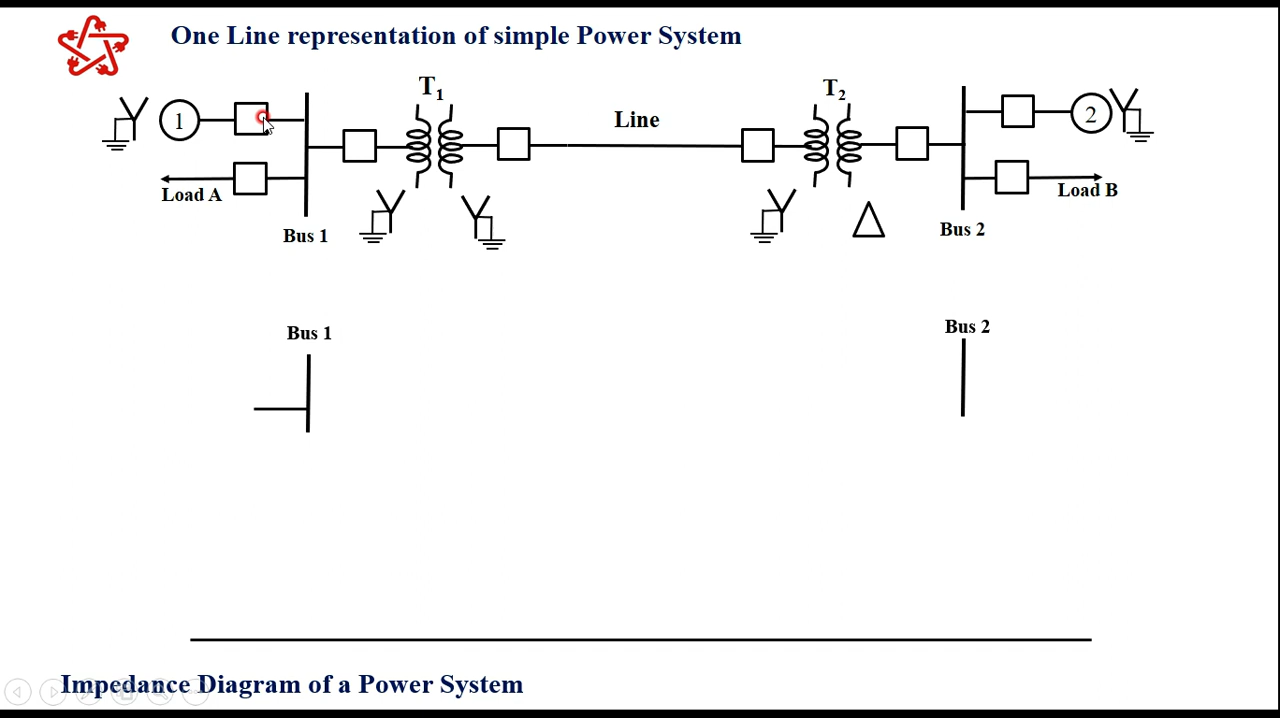 One Line representation of simple Power System
T1
T2
1
Line
2
Load A
Load B
Bus 1
Bus 2
Bus 1
Bus 2
Impedance Diagram of a Power System